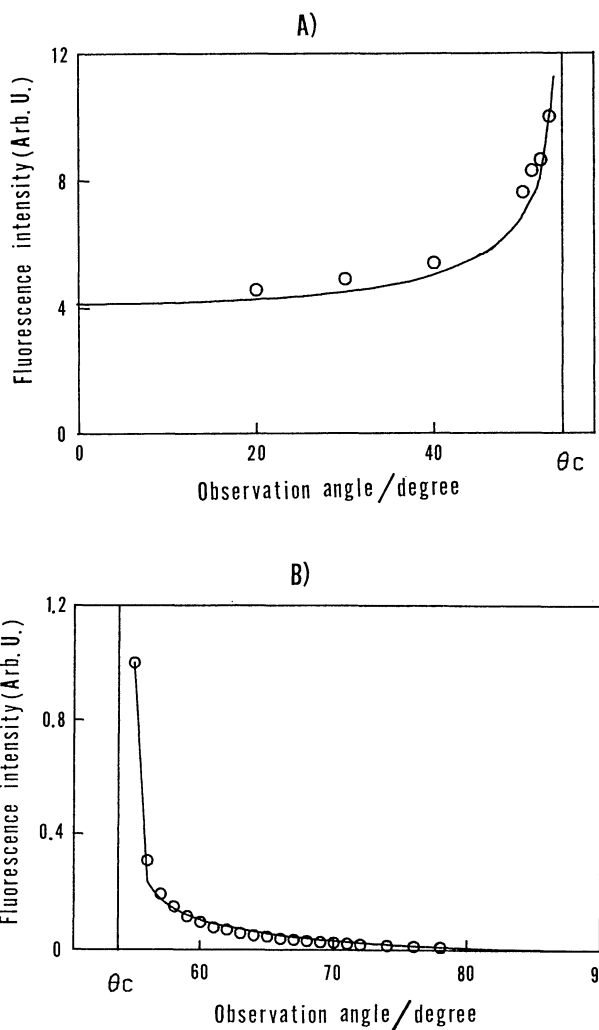 A)
12
8
4
0
Fluorescence intensity (Arb. U.)
0 20 40 θc
Observation angle/degree
B)
1.2
0.8
0.4
0
Fluorescence intensity (Arb. U.)
θc 60 70 80 9
Observation angle/degree